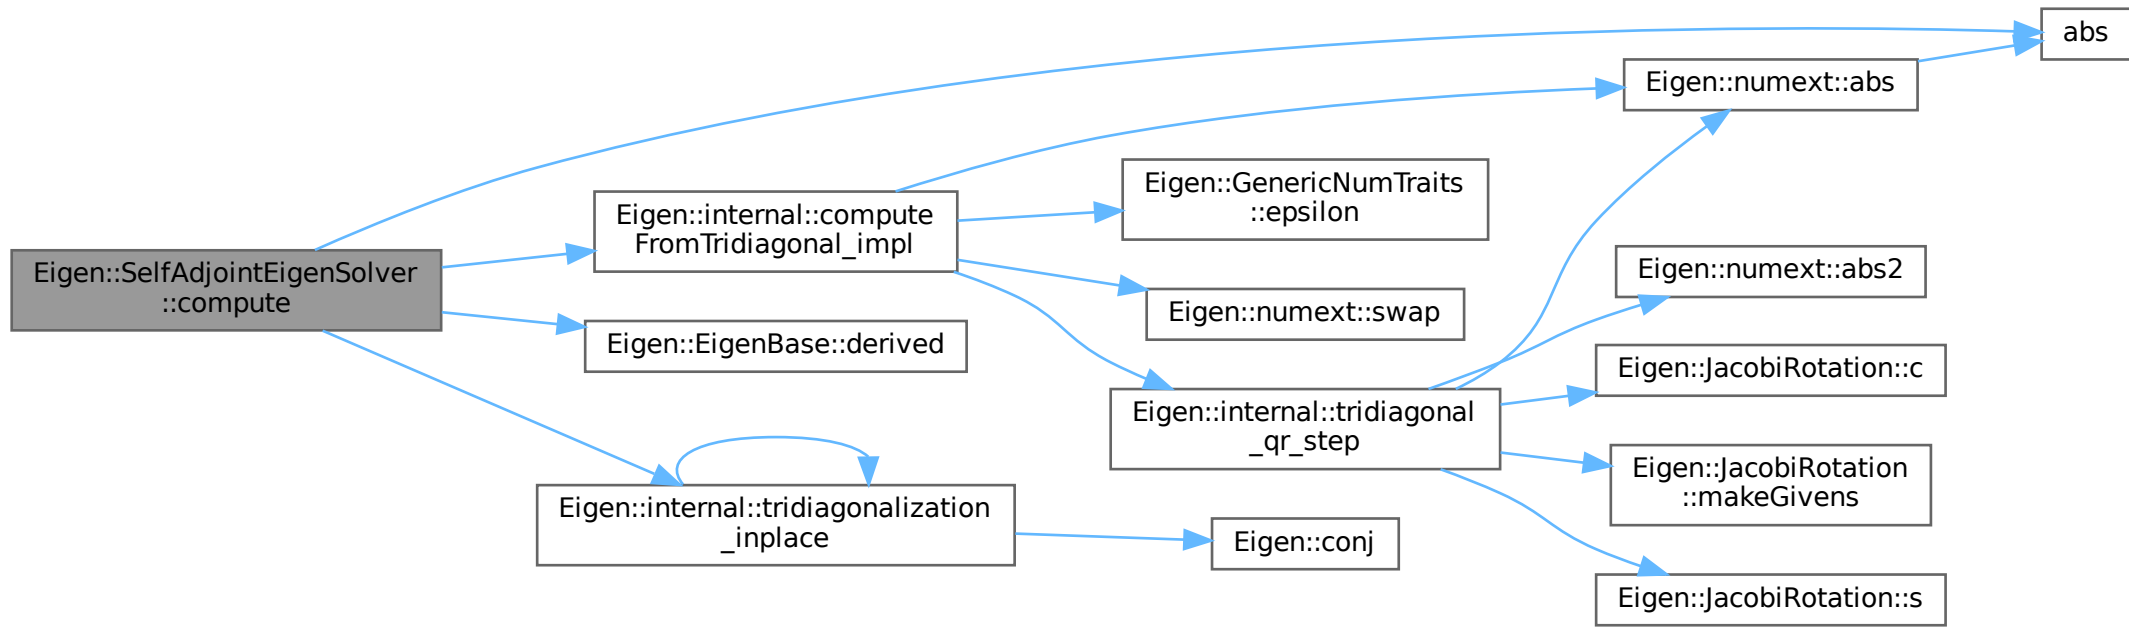 Eigen::SelfAdjointEigenSolver
::compute
abs
Eigen::internal::compute
FromTridiagonal_impl
Eigen::numext::abs
Eigen::GenericNumTraits
::epsilon
Eigen::numext::swap
Eigen::internal::tridiagonal
_qr_step
Eigen::numext::abs2
Eigen::JacobiRotation::c
Eigen::JacobiRotation
::makeGivens
Eigen::JacobiRotation::s
Eigen::EigenBase::derived
Eigen::internal::tridiagonalization
_inplace
Eigen::conj